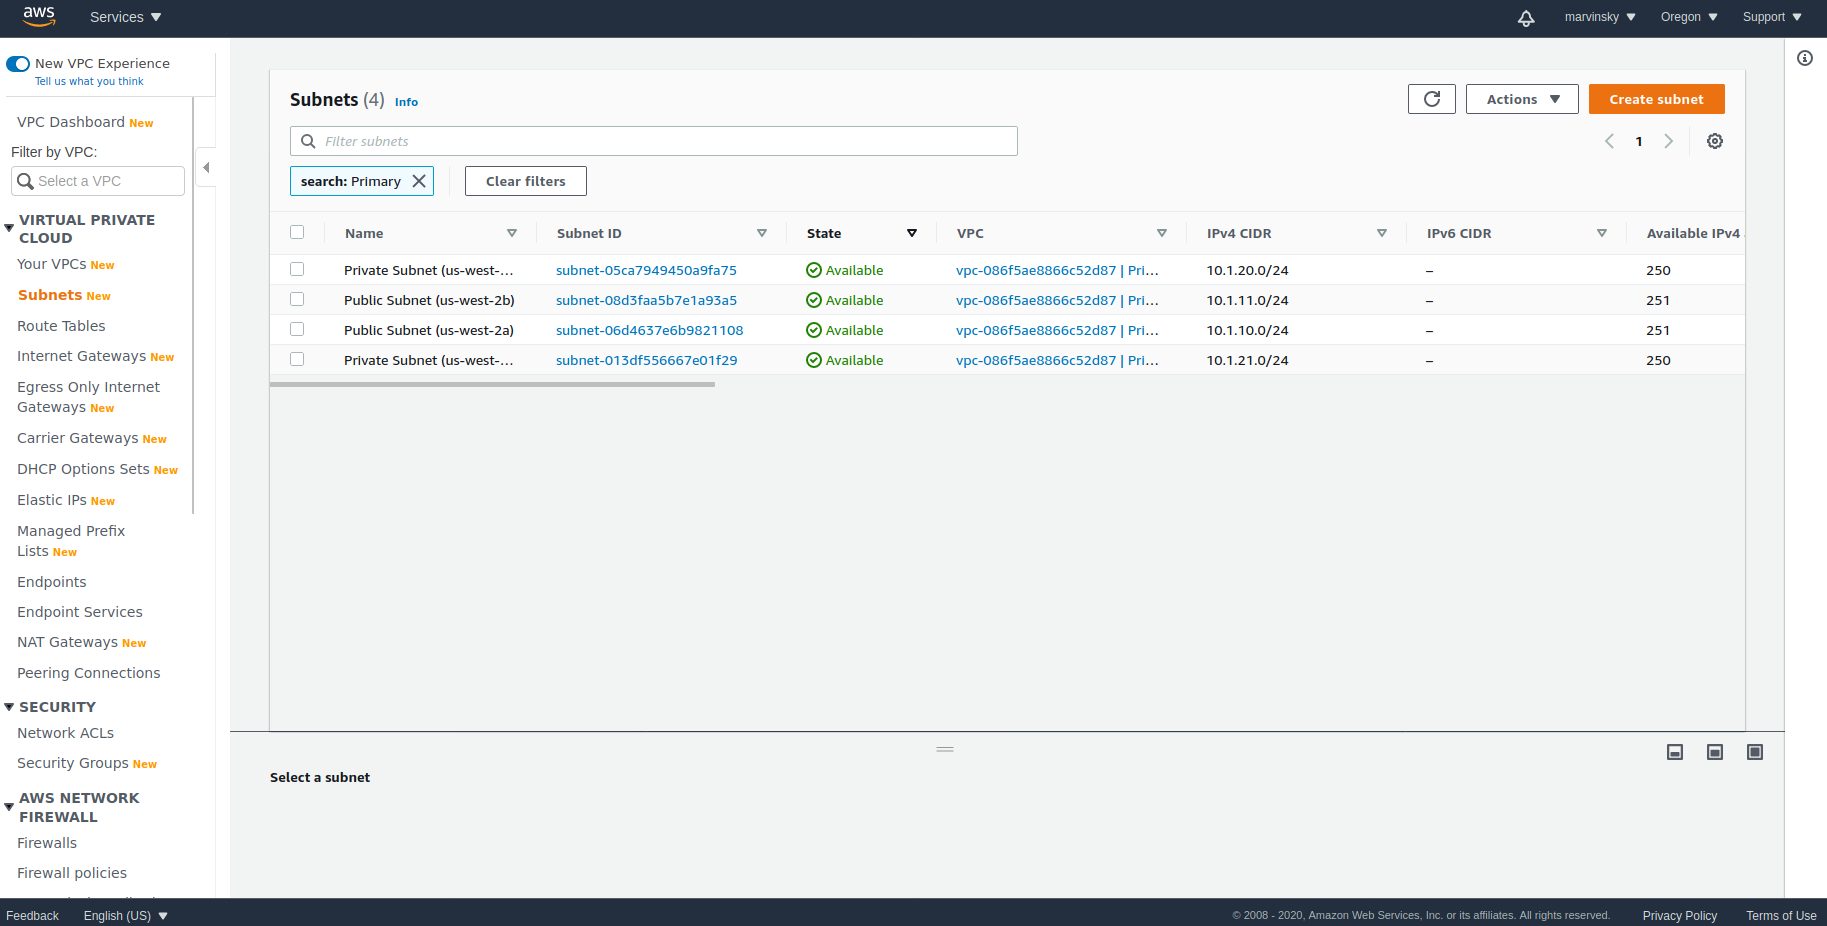 aws
Services
marvinsky
Oregon
Support
New VPC Experience
Tell us what you think
VPC Dashboard New
Filter by VPC:
Select a VPC
VIRTUAL PRIVATE
CLOUD
Your VPCs New
Subnets New
Route Tables
Internet Gateways New
Egress Only Internet
Gateways New
Carrier Gateways New
DHCP Options Sets New
Elastic IPs New
Managed Prefix
Lists New
Endpoints
Endpoint Services
NAT Gateways New
Peering Connections
SECURITY
Network ACLs
Security Groups New
AWS NETWORK
FIREWALL
Firewalls
Firewall policies
Subnets (4) Info
Actions
Create subnet
Filter subnets
1
search: Primary
Clear filters
Name Subnet ID State VPC IPv4 CIDR IPv6 CIDR Available IPv4
Private Subnet (us-west-... subnet-05ca7949450a9fa75 Available vpc-086f5ae8866c52d87 | Pri... 10.1.20.0/24 – 250
Public Subnet (us-west-2b) subnet-08d3faa5b7e1a93a5 Available vpc-086f5ae8866c52d87 | Pri... 10.1.11.0/24 – 251
Public Subnet (us-west-2a) subnet-06d4637e6b9821108 Available vpc-086f5ae8866c52d87 | Pri... 10.1.10.0/24 – 251
Private Subnet (us-west-... subnet-013df556667e01f29 Available vpc-086f5ae8866c52d87 | Pri... 10.1.21.0/24 – 250
Select a subnet
Feedback
English (US)
© 2008 - 2020, Amazon Web Services, Inc. or its affiliates. All rights reserved.
Privacy Policy
Terms of Use